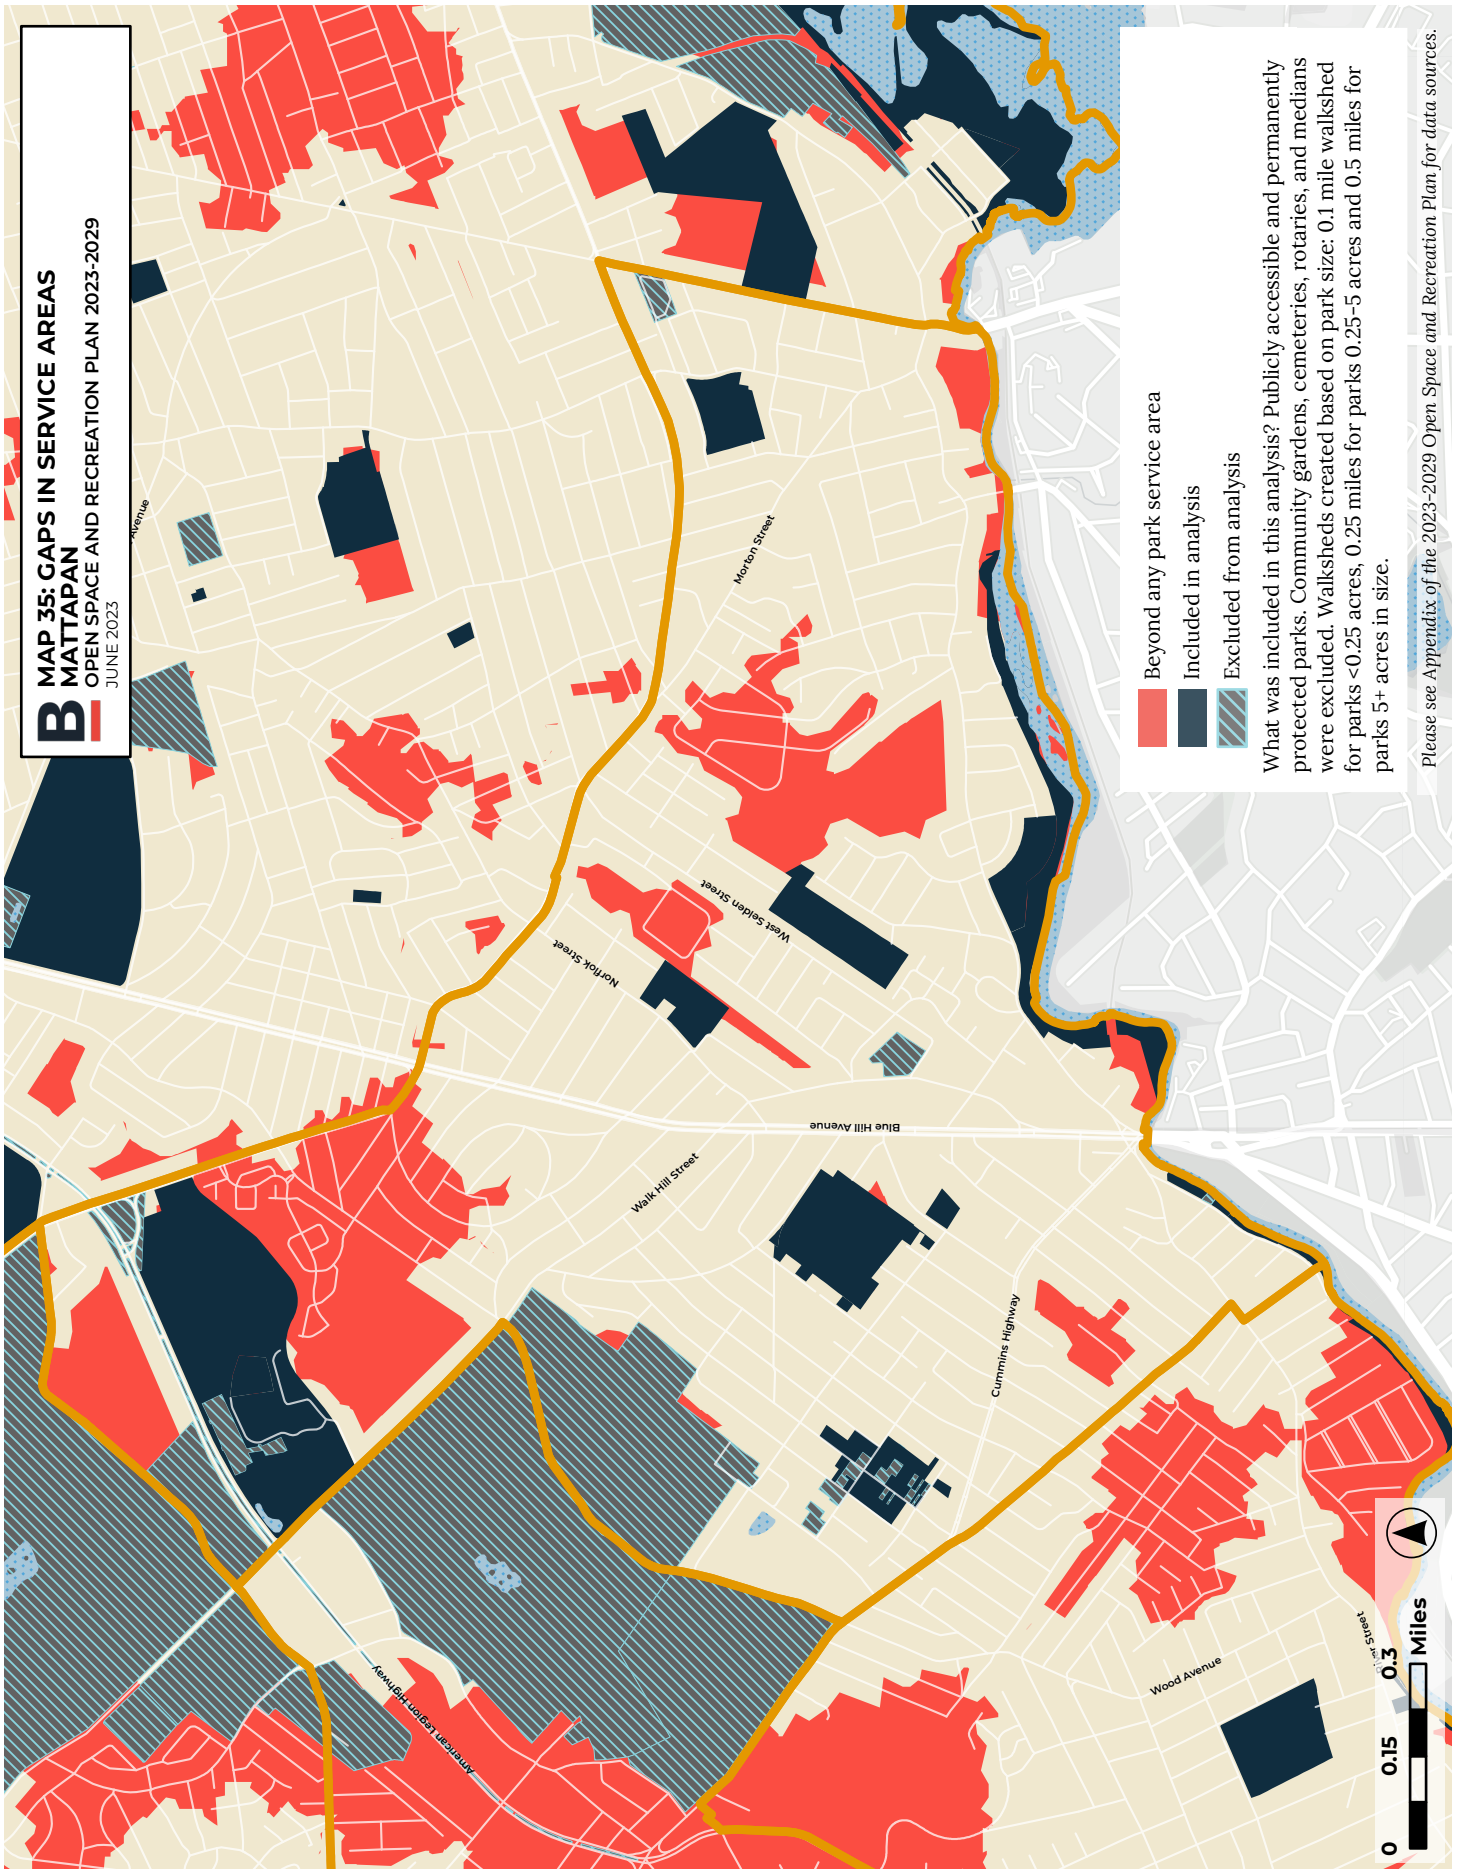 B
MAP 35: GAPS IN SERVICE AREAS
MATTAPAN
OPEN SPACE AND RECREATION PLAN 2023-2029
JUNE 2023
Avenue
Morton Street
West Selden Street
Norflok Street
Blue Hill Avenue
Walk Hill Street
Cummins Highway
American Legion Highway
Wood Avenue
Street
Beyond any park service area
Included in analysis
Excluded from analysis
What was included in this analysis? Publicly accessible and permanently
protected parks. Community gardens, cemeteries, rotaries, and medians
were excluded. Walksheds created based on park size: 0.1 mile walkshed
for parks <0.25 acres, 0.25 miles for parks 0.25-5 acres and 0.5 miles for
parks 5+ acres in size.
Please see Appendix of the 2023-2029 Open Space and Recreation Plan for data sources.
0 0.15 0.3
Miles